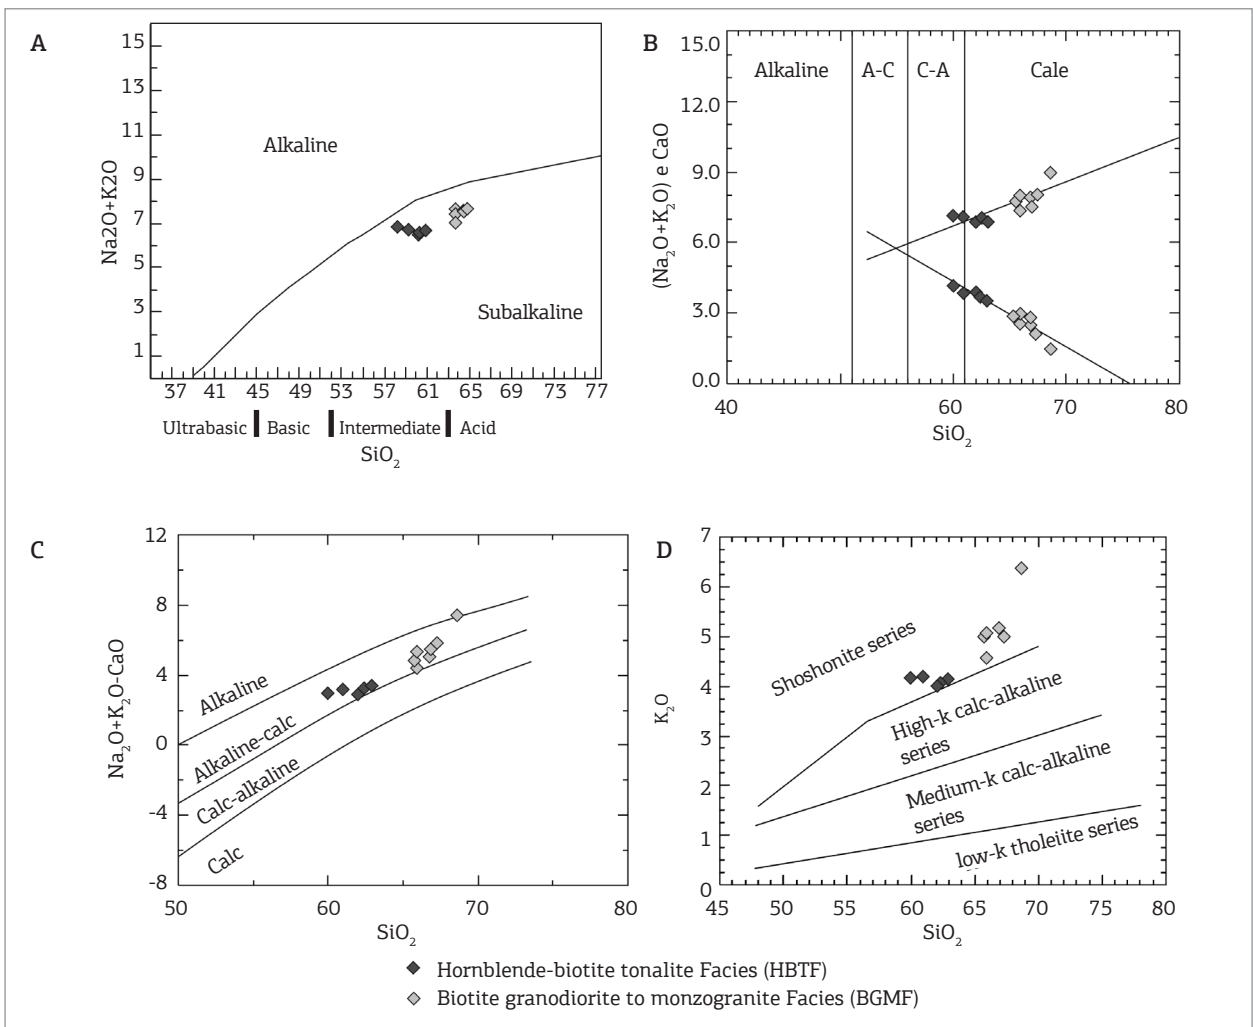 A
15
13
11
9
7
5
3
1
Na2O+K2O
Alkaline
Subalkaline
37 41 45 49 53 57 61 65 69 73 77
Ultrabasic Basic Intermediate Acid
SiO2
B
15.0
12.0
9.0
6.0
3.0
0.0
(Na2O+K2O) e CaO
Alkaline A-C C-A Cale
40 60 70 80
SiO2
C
12
8
4
0
-4
-8
Na2O+K2O-CaO
Alkaline
Alkaline-calc
Calc-alkaline
Calc
50 60 70 80
SiO2
D
7
6
5
4
3
2
1
0
K2O
Shoshonite series
High-k calc-alkaline
series
Medium-k calc-alkaline
series
low-k tholeiite series
45 50 55 60 65 70 75 80
SiO2
Hornblende-biotite tonalite Facies (HBTF)
Biotite granodiorite to monzogranite Facies (BGMF)